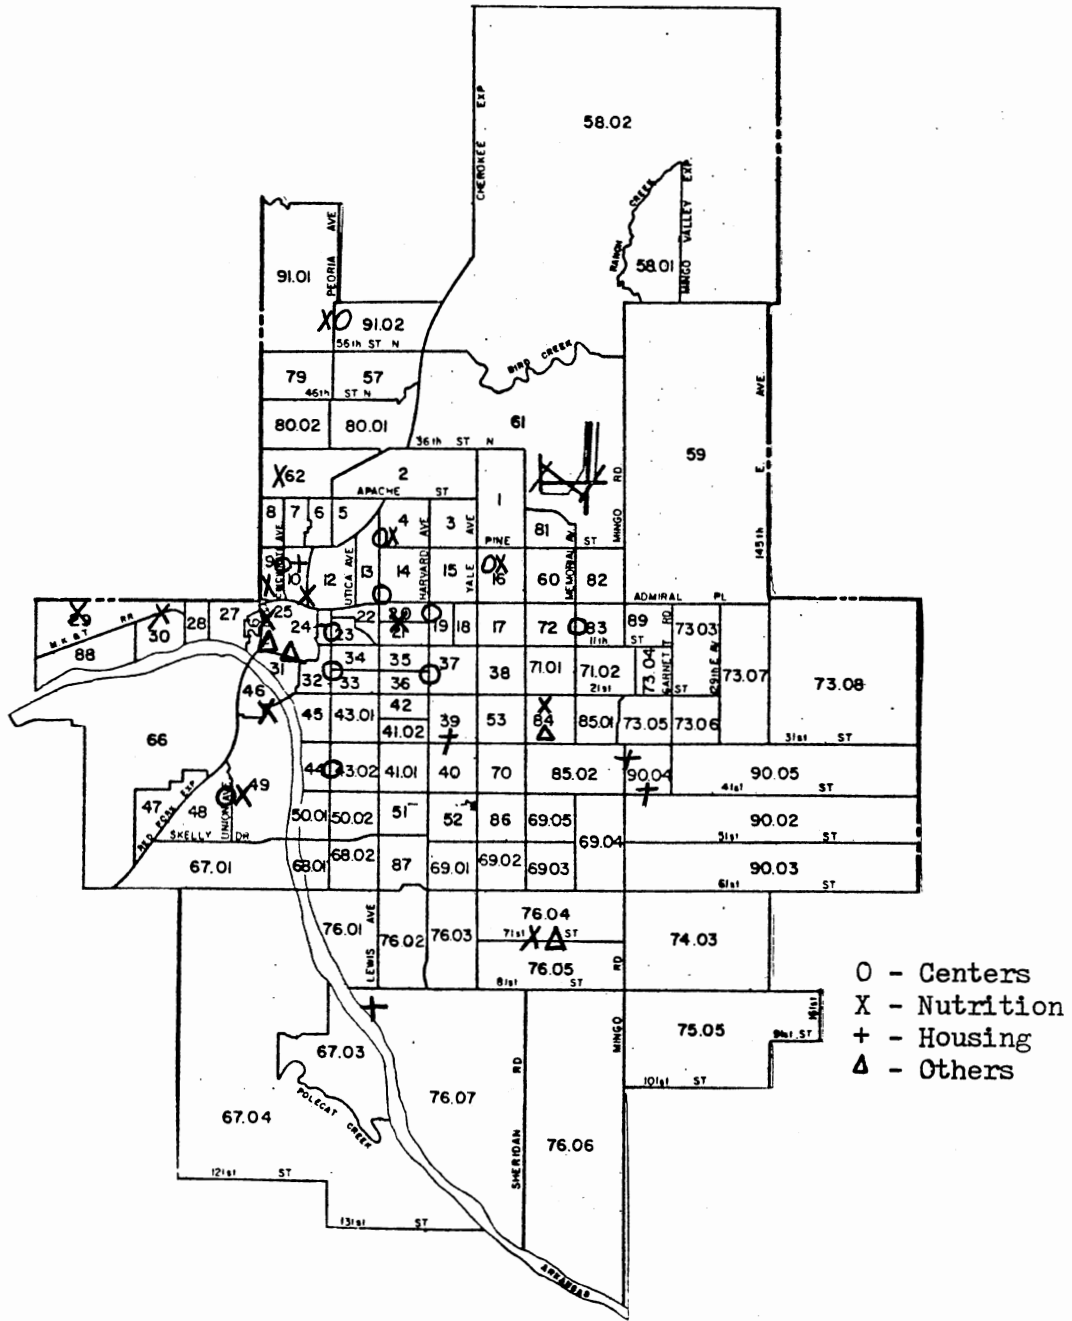 CHEROKEE EXP
58.02
RANCH CREEK
MINGO VALLEY EXP.
58.01
91.01
PEORIA AVE
91.02
56th ST N
BIRD CREEK
79
57
46th ST N
80.02
80.01
61
36th ST N
59
145th E. AVE.
62
2
APACHE ST
1
MINGO RD
8
7
6
5
4
HARVARD AVE
3
YALE AVE
81
PINE ST
MEMORIAL AV.
9
10
12
UTICA AVE
13
14
15
16
60
82
ADMIRAL PL
29
M K & T RR
30
28
27
25
24
23
22
20
21
19
18
17
72
83
11th ST
89
73.03
88
31
32
34
33
35
36
37
38
71.01
71.02
21st ST
73.04
GARNETT RD
129th E. AV
73.07
73.08
46
45
43.01
42
41.02
39
53
84
85.01
73.05
73.06
31st ST
66
44
43.02
41.01
40
70
85.02
90.04
90.05
41st ST
47
RED FORK EXP
48
UNION AVE
49
50.01
50.02
51
52
86
69.05
69.04
90.02
51st ST
SKELLY DR
67.01
68.01
68.02
87
69.01
69.02
69.03
90.03
61st ST
76.01
LEWIS AVE
76.02
76.03
76.04
71st ST
76.05
81st ST
74.03
MINGO RD
O - Centers
X - Nutrition
+ - Housing
Δ - Others
75.05
161st
94st ST
101st ST
67.03
POLECAT CREEK
67.04
76.07
SHERIDAN RD
76.06
121st ST
131st ST
ARKANSAS